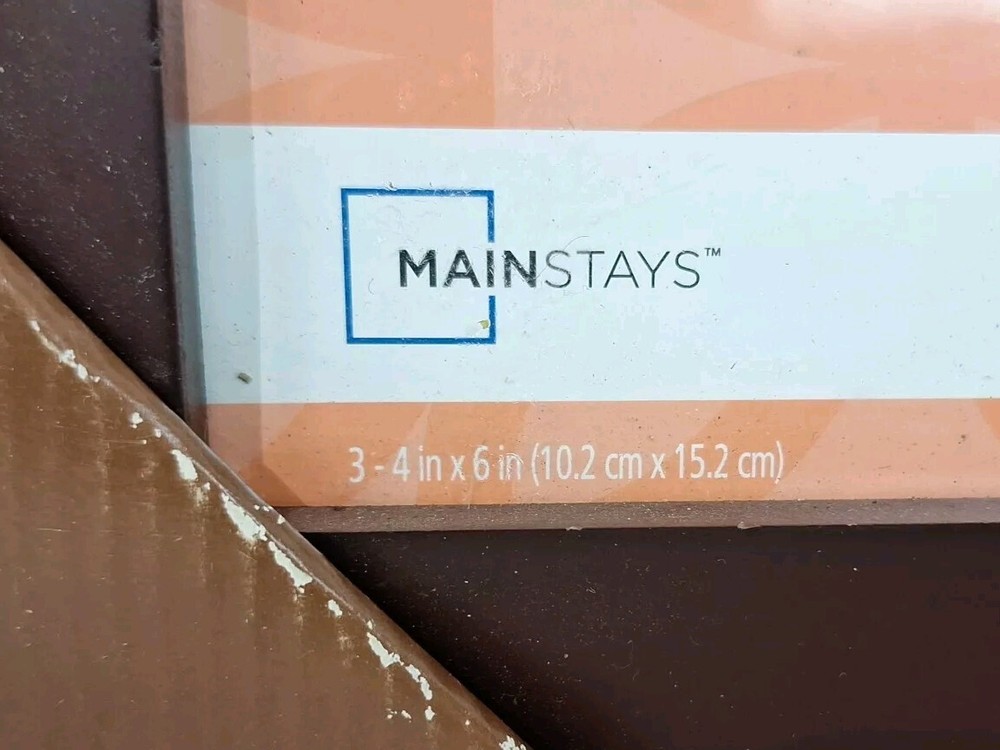 MAINSTAYS™
3 - 4 in x 6 in (10.2 cm x 15.2 cm)